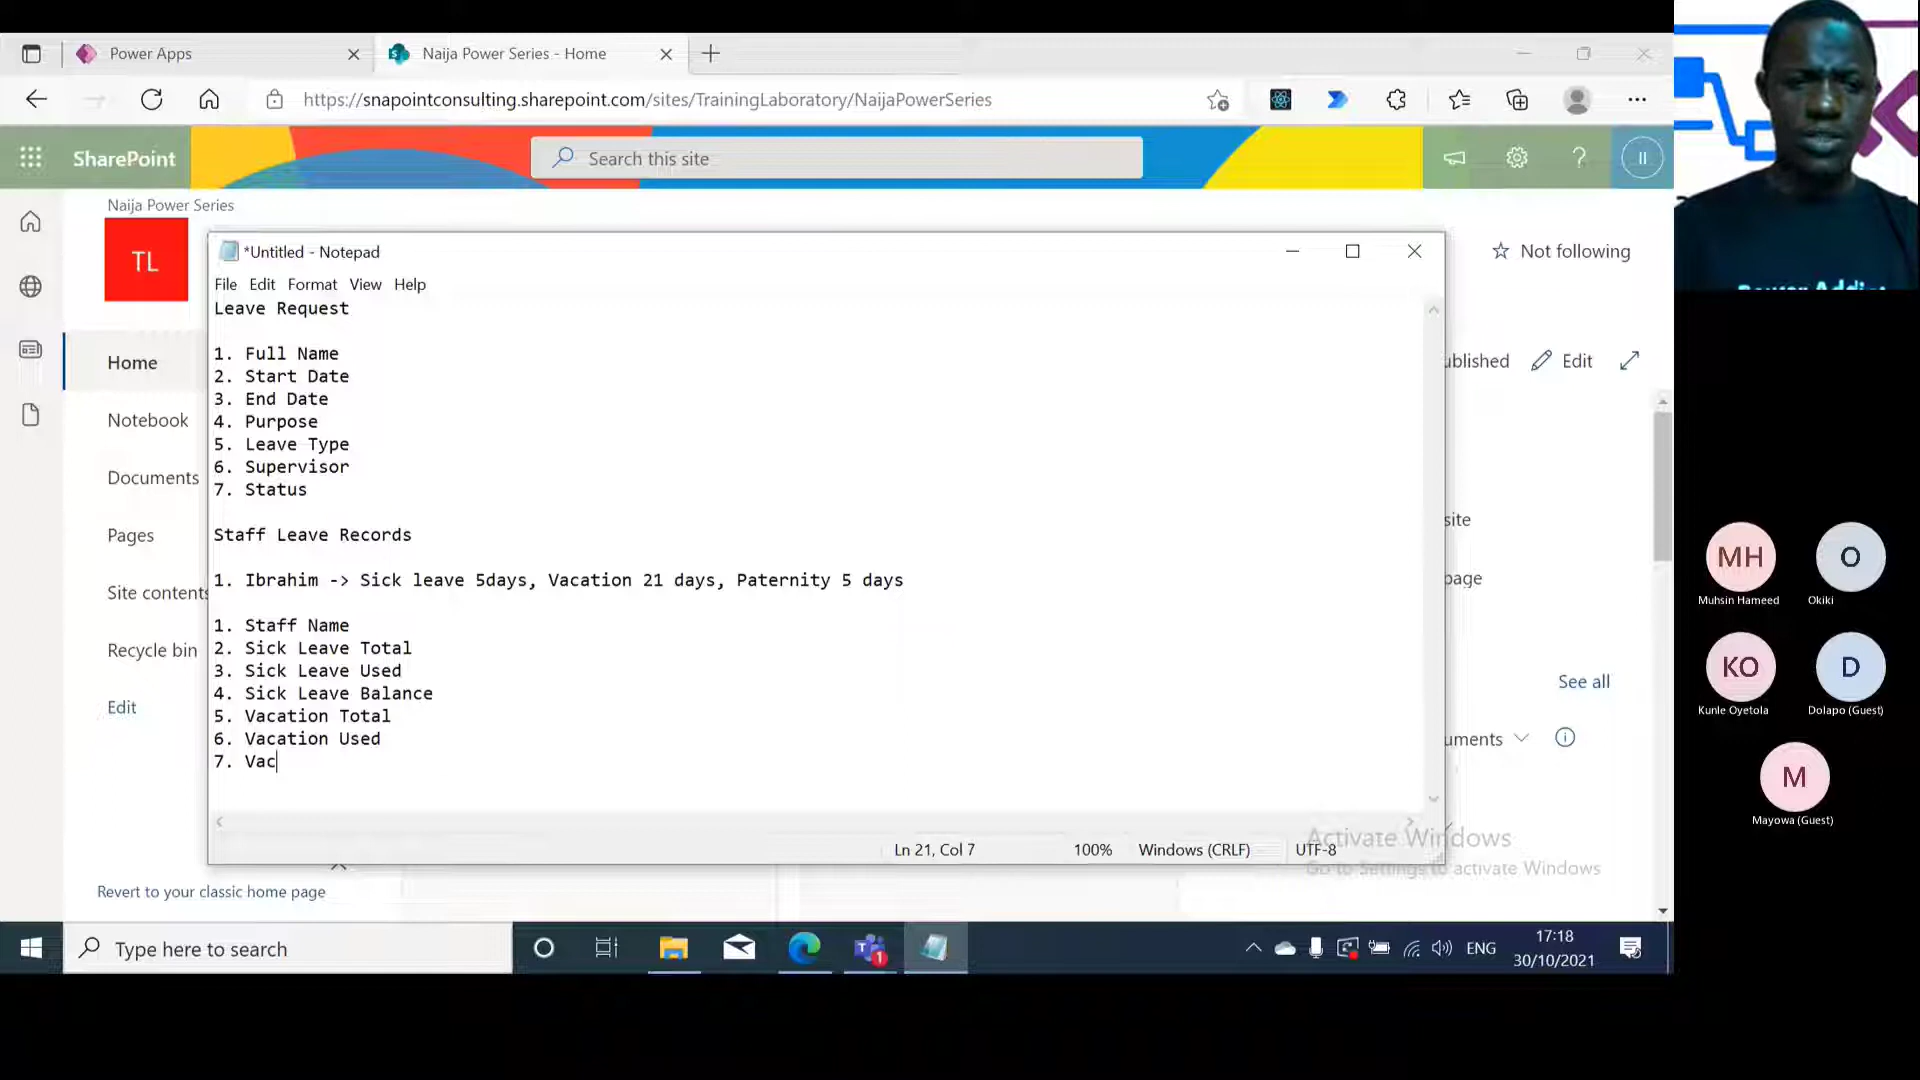 Power Apps
Naija Power Series - Home
https://snapointconsulting.sharepoint.com/sites/TrainingLaboratory/NaijaPowerSeries
SharePoint
Search this site
II
Naija Power Series
TL
Not following
*Untitled - Notepad
File Edit Format View Help
Leave Request
1. Full Name
2. Start Date
3. End Date
4. Purpose
5. Leave Type
6. Supervisor
7. Status
Staff Leave Records
1. Ibrahim -> Sick leave 5days, Vacation 21 days, Paternity 5 days
1. Staff Name
2. Sick Leave Total
3. Sick Leave Used
4. Sick Leave Balance
5. Vacation Total
6. Vacation Used
7. Vac
Ln 21, Col 7
100%
Windows (CRLF)
UTF-8
Home
Notebook
Documents
Pages
Site contents
Recycle bin
Edit
ublished
Edit
site
page
See all
uments
Activate Windows
Go to Settings to activate Windows
Revert to your classic home page
Type here to search
1
ENG
17:18
30/10/2021
MH
Muhsin Hameed
O
Okiki
KO
Kunle Oyetola
D
Dolapo (Guest)
M
Mayowa (Guest)